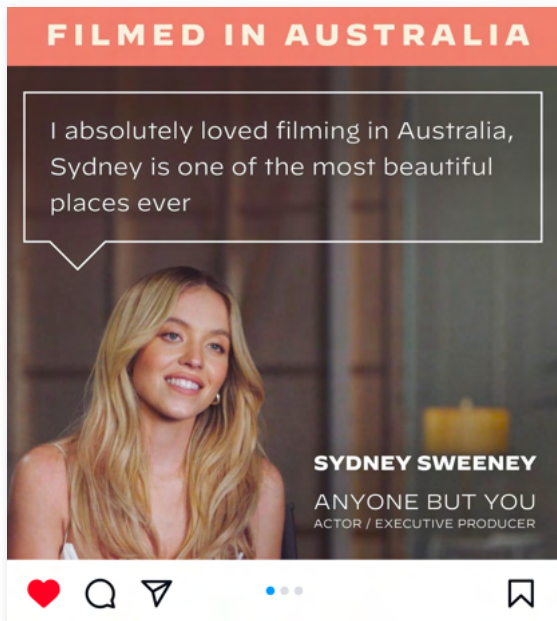 FILMED IN AUSTRALIA
I absolutely loved filming in Australia,
Sydney is one of the most beautiful
places ever
SYDNEY SWEENEY
ANYONE BUT YOU
ACTOR / EXECUTIVE PRODUCER